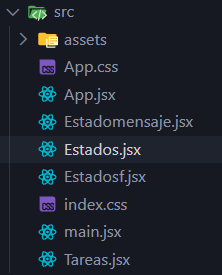 src
assets
App.css
App.jsx
Estadomensaje.jsx
Estados.jsx
Estadosf.jsx
index.css
main.jsx
Tareas.jsx